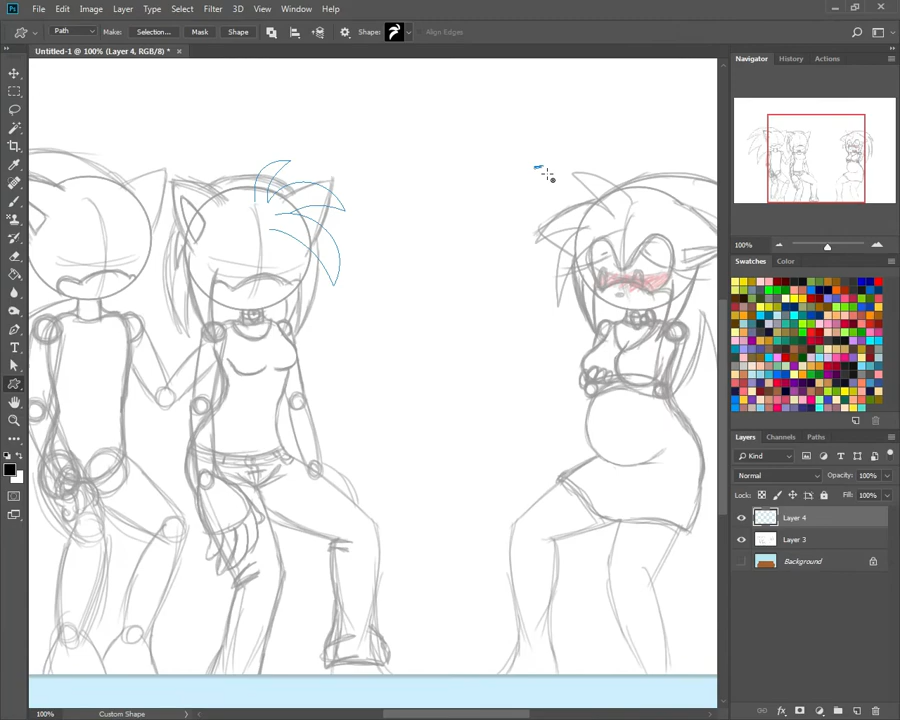 Ps File Edit Image Layer Type Select Filter 3D View Window Help
Path Make: Selection... Mask Shape Shape: Align Edges
Untitled-1 @ 100% (Layer 4, RGB/8) * ×
Navigator History Actions
100%
Swatches Color
Layers Channels Paths
Kind
Normal Opacity: 100%
Lock: Fill: 100%
Layer 4
Layer 3
Background
100% Custom Shape
fx